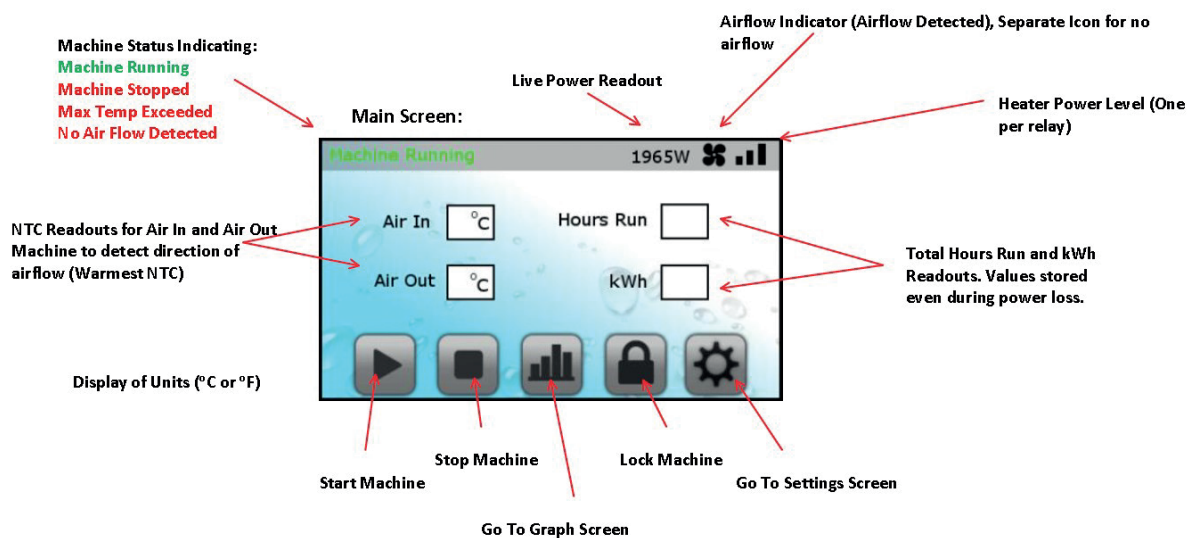 Airflow Indicator (Airflow Detected), Separate Icon for no
airflow
Machine Status Indicating:
Machine Running
Machine Stopped
Max Temp Exceeded
No Air Flow Detected
Live Power Readout
Heater Power Level (One
per relay)
Main Screen:
Machine Running
1965W
Air In
°C
Hours Run
Air Out
°C
kWh
NTC Readouts for Air In and Air Out
Machine to detect direction of
airflow (Warmest NTC)
Total Hours Run and kWh
Readouts. Values stored
even during power loss.
Display of Units (°C or °F)
Stop Machine
Lock Machine
Start Machine
Go To Settings Screen
Go To Graph Screen